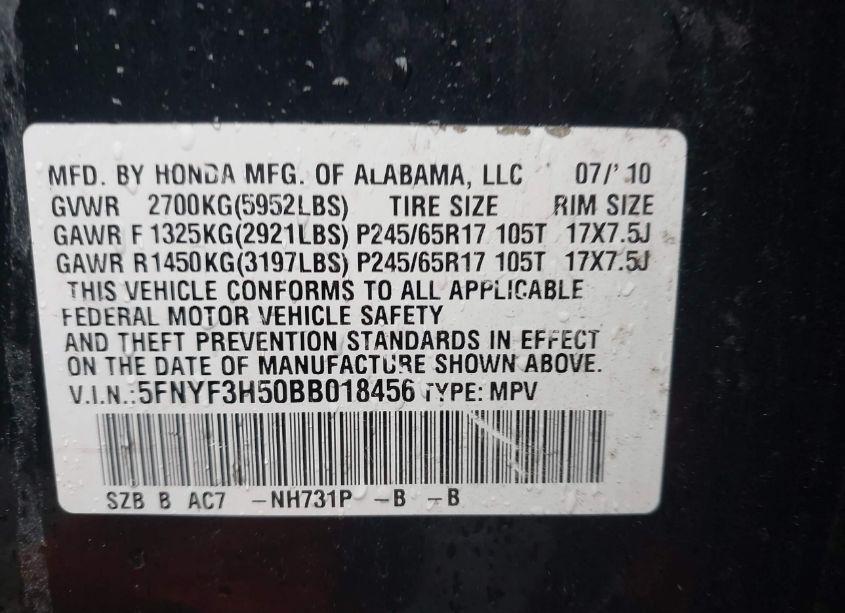 MFD. BY HONDA MFG. OF ALABAMA, LLC 07/10
GVWR 2700KG(5952LBS) TIRE SIZE RIM SIZE
GAWR F 1325KG(2921LBS) P245/65R17 105T 17X7.5J
GAWR R 1450KG(3197LBS) P245/65R17 105T 17X7.5J
THIS VEHICLE CONFORMS TO ALL APPLICABLE
FEDERAL MOTOR VEHICLE SAFETY
AND THEFT PREVENTION STANDARDS IN EFFECT
ON THE DATE OF MANUFACTURE SHOWN ABOVE.
V.I.N.:5FNYF3H50BB018456 TYPE: MPV
SZB B AC7 -NH731P -B -B